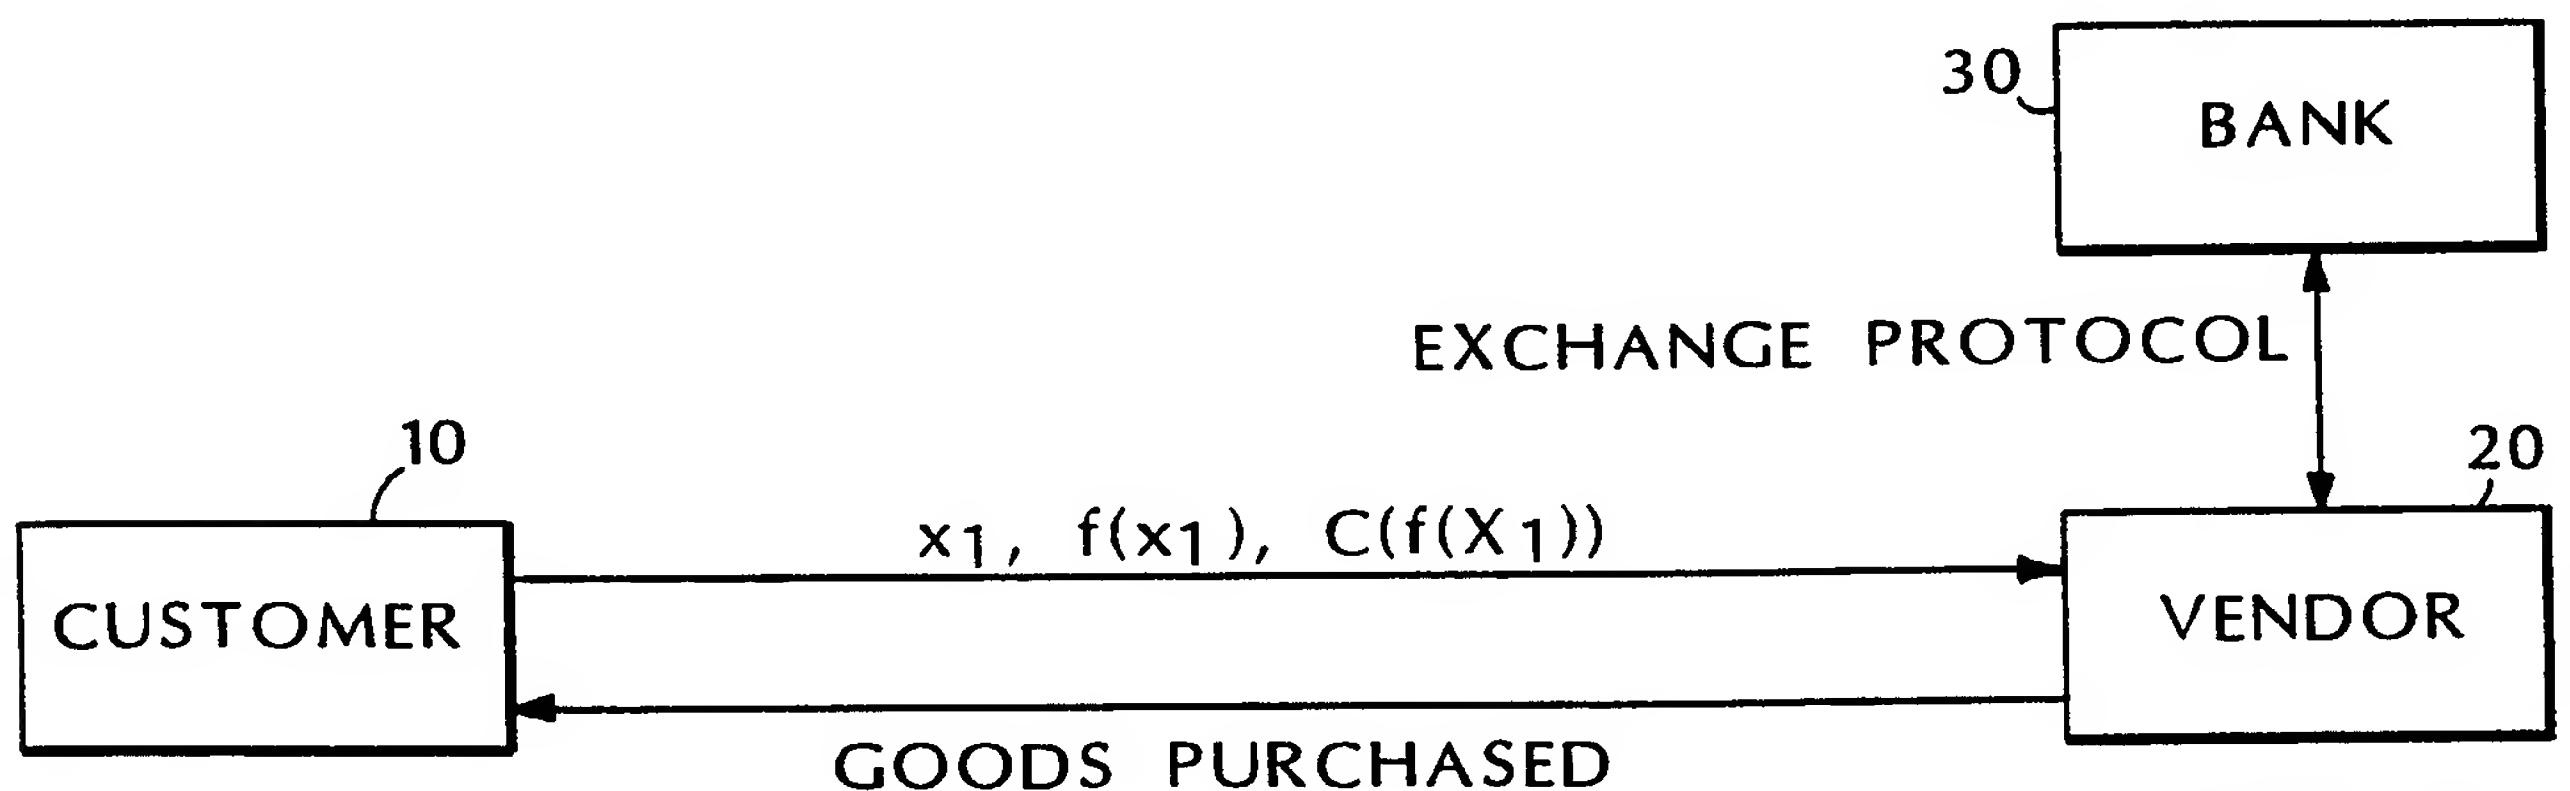 30
BANK
EXCHANGE PROTOCOL
10
20
x1, f(x1), C(f(X1))
CUSTOMER
VENDOR
GOODS PURCHASED